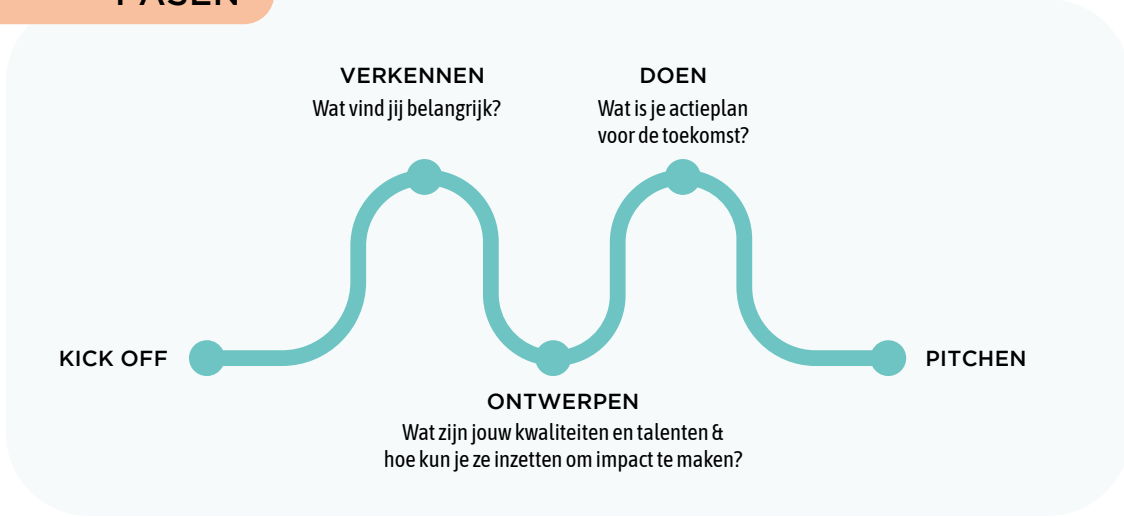 FASEN
VERKENNEN
Wat vind jij belangrijk?
DOEN
Wat is je actieplan
voor de toekomst?
KICK OFF
PITCHEN
ONTWERPEN
Wat zijn jouw kwaliteiten en talenten &
hoe kun je ze inzetten om impact te maken?